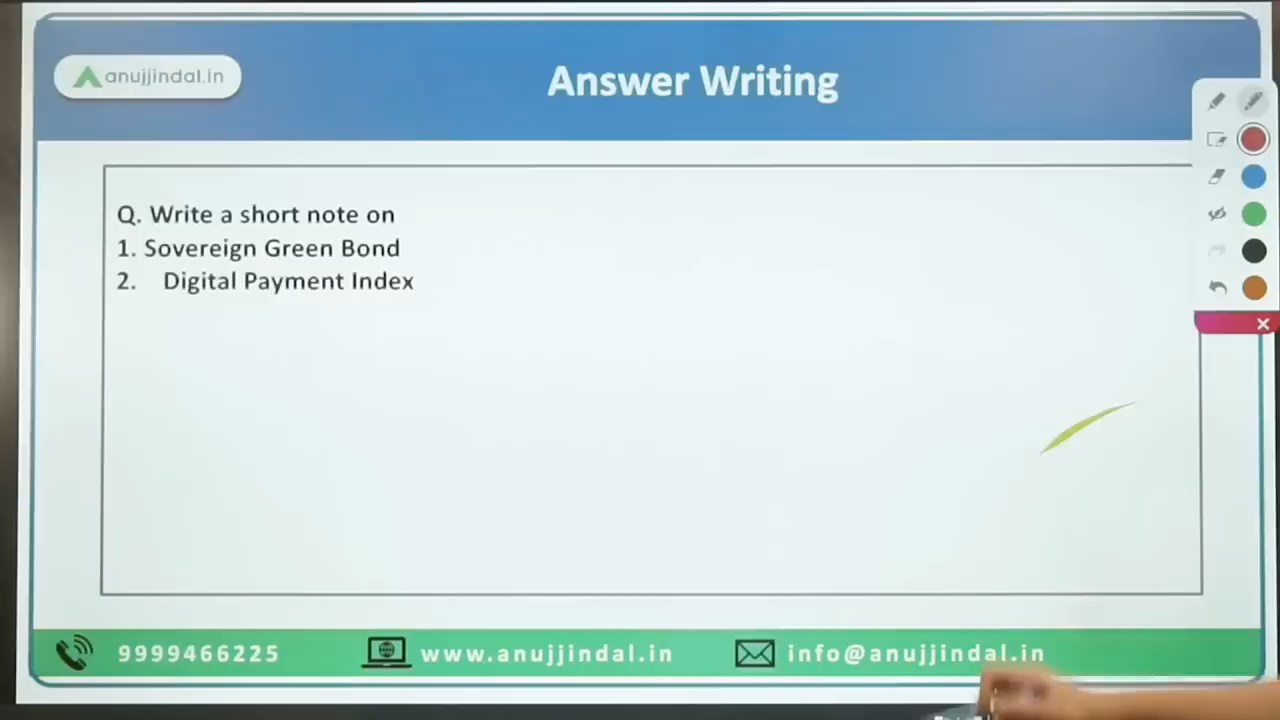 anujjindal.in
Answer Writing
Q. Write a short note on
1. Sovereign Green Bond
2. Digital Payment Index
9999466225
www.anujjindal.in
info@anujjindal.in